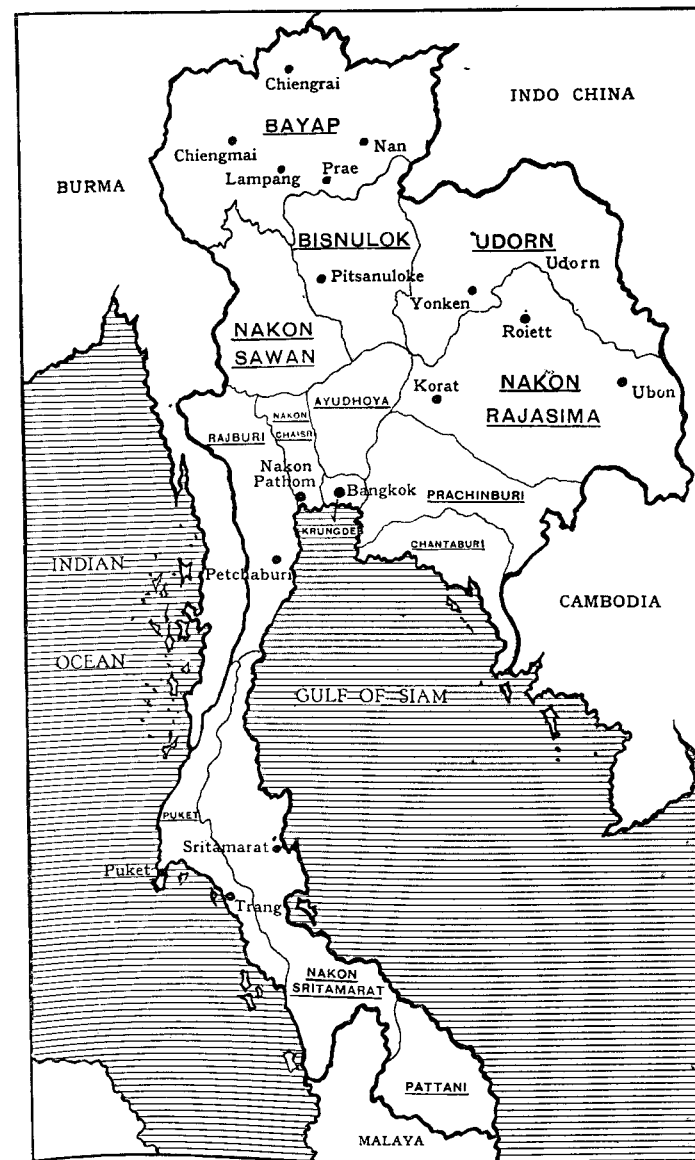 Chiengrai
INDO CHINA
BAYAP
Chiengmai
Nan
Lampang
Prae
BURMA
BISNULOK
UDORN
Udorn
Pitsanuloke
Yonken
Roiett
NAKON
SAWAN
AYUDHOYA
Korat
NAKON
RAJASIMA
Ubon
RAJBURI
NAKON
CHAISRI
Nakon
Pathom
Bangkok
PRACHINBURI
KRUNGDEB
CHANTABURI
INDIAN
OCEAN
Petchaburi
CAMBODIA
GULF OF SIAM
PUKET
Sritamarat
Puket
Trang
NAKON
SRITAMARAT
PATTANI
MALAYA